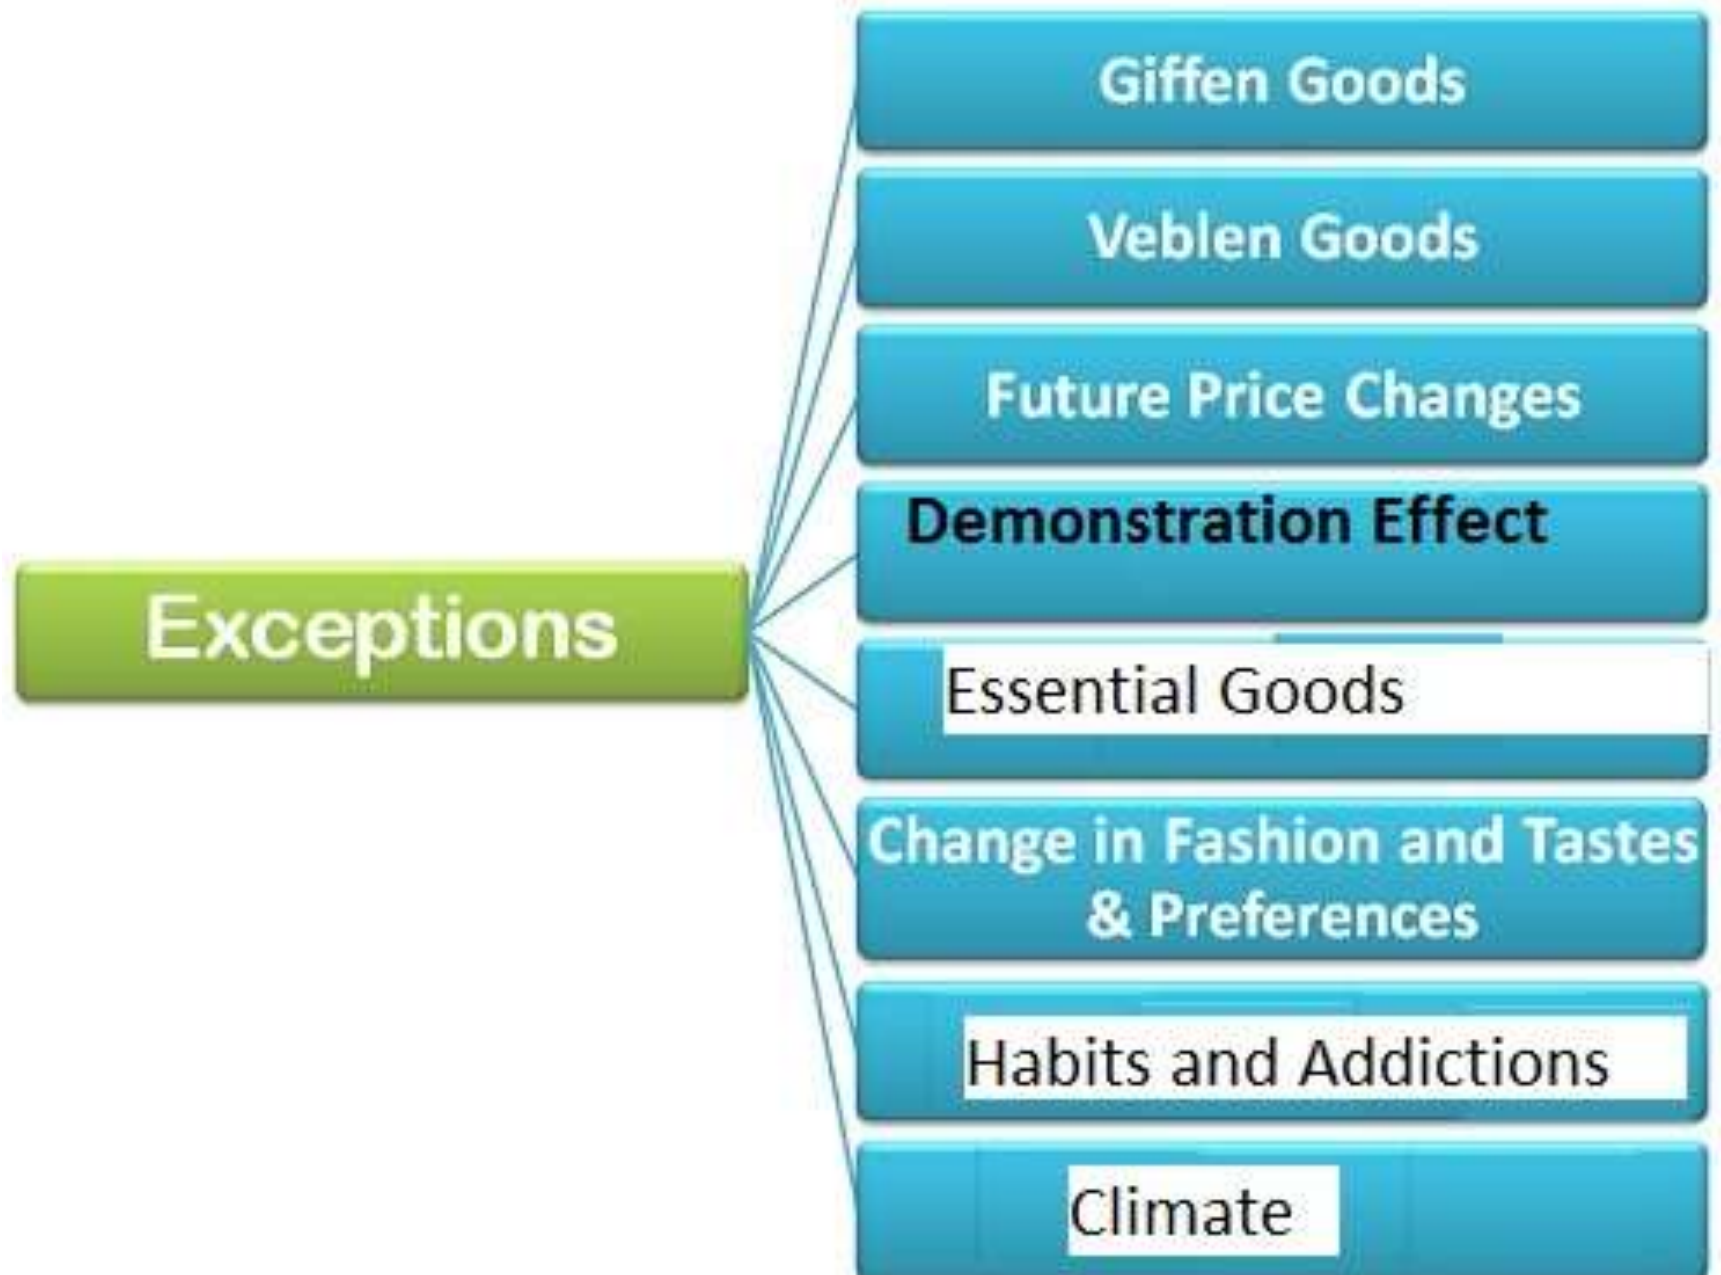 Giffen Goods
Veblen Goods
Future Price Changes
Demonstration Effect
Exceptions
Essential Goods
Change in Fashion and Tastes
& Preferences
Habits and Addictions
Climate